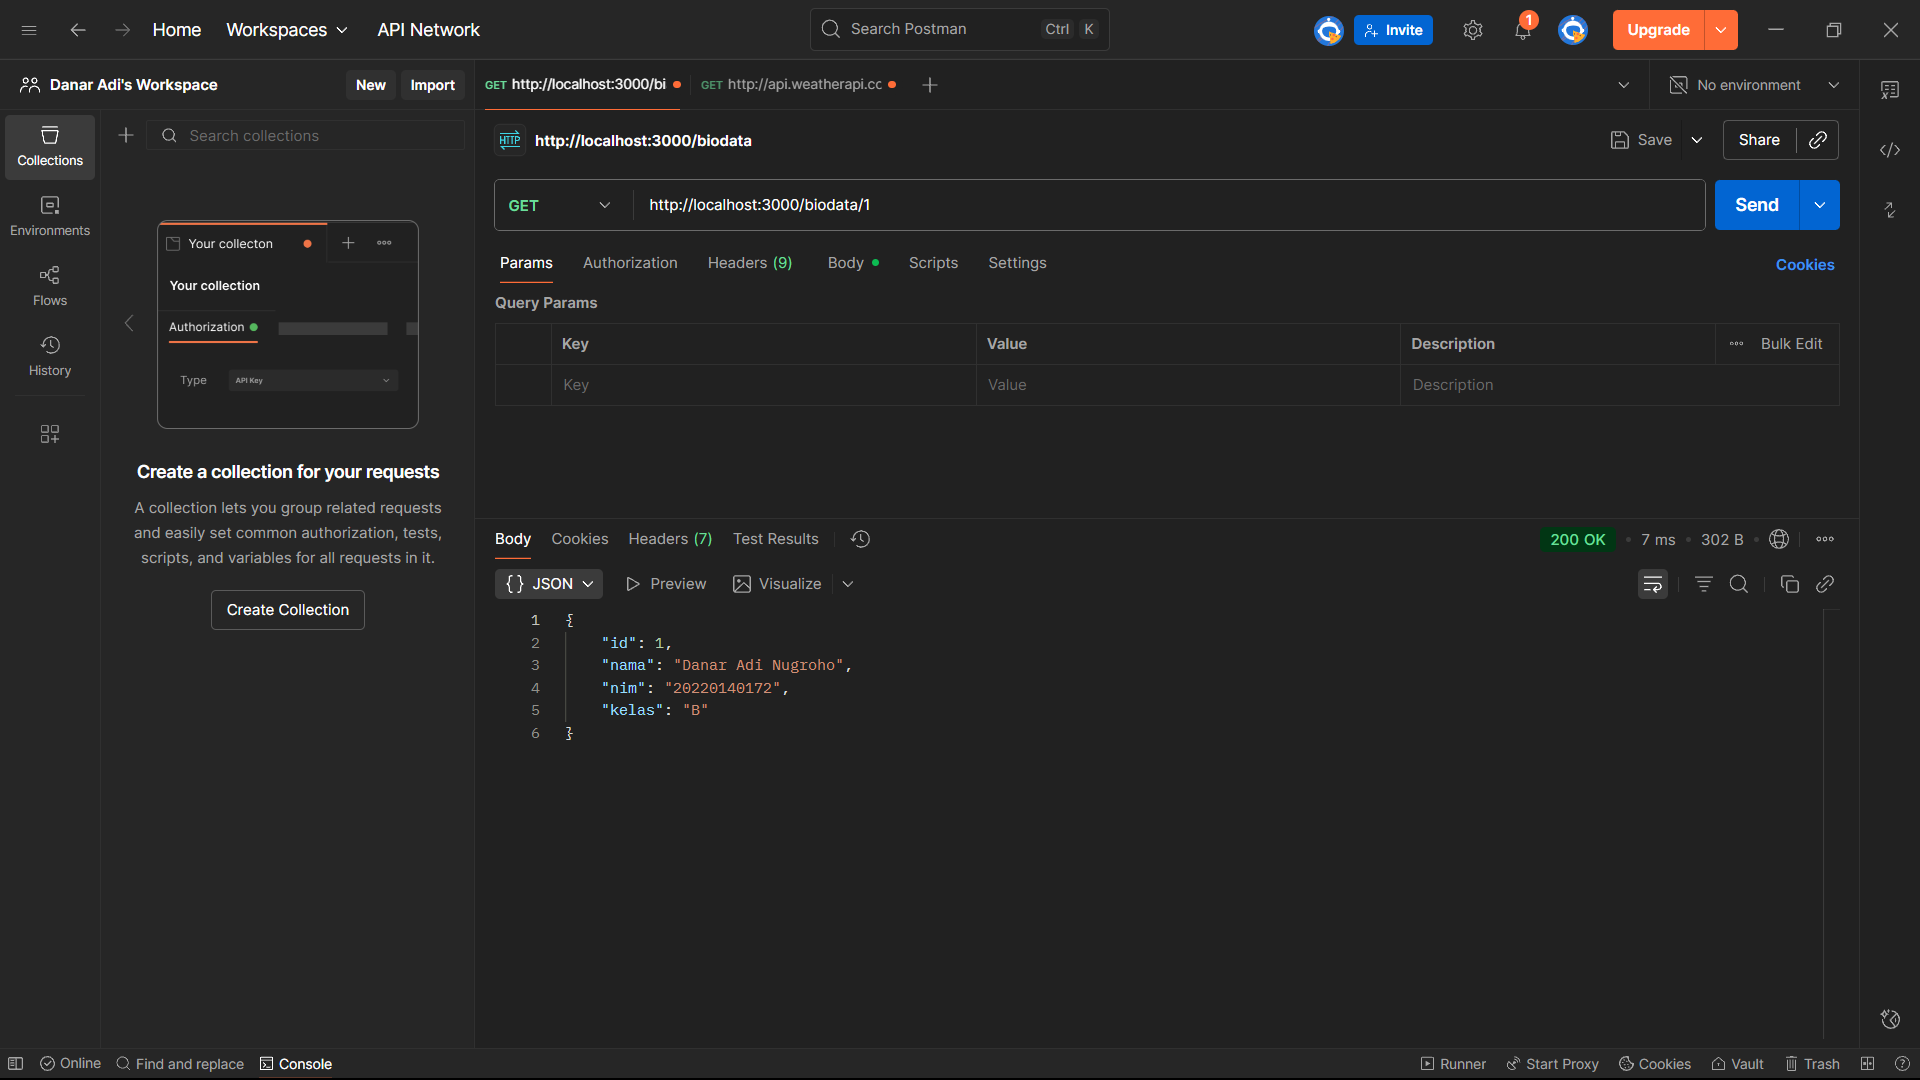 Home Workspaces API Network Search Postman Ctrl K Invite 1 Upgrade
Danar Adi's Workspace New Import GET http://localhost:3000/bi GET http://api.weatherapi.cc No environment
Collections
Search collections
HTTP http://localhost:3000/biodata Save Share
Environments
GET http://localhost:3000/biodata/1 Send
Flows
History
Your collecton
Your collection
Authorization
Type API Key
Create a collection for your requests
A collection lets you group related requests
and easily set common authorization, tests,
scripts, and variables for all requests in it.
Create Collection
Params Authorization Headers (9) Body Scripts Settings Cookies
Query Params
Key Value Description Bulk Edit
Key Value Description
Body Cookies Headers (7) Test Results 200 OK 7 ms 302 B
{} JSON Preview Visualize
1 {
2 "id": 1,
3 "nama": "Danar Adi Nugroho",
4 "nim": "20220140172",
5 "kelas": "B"
6 }
Online Find and replace Console Runner Start Proxy Cookies Vault Trash